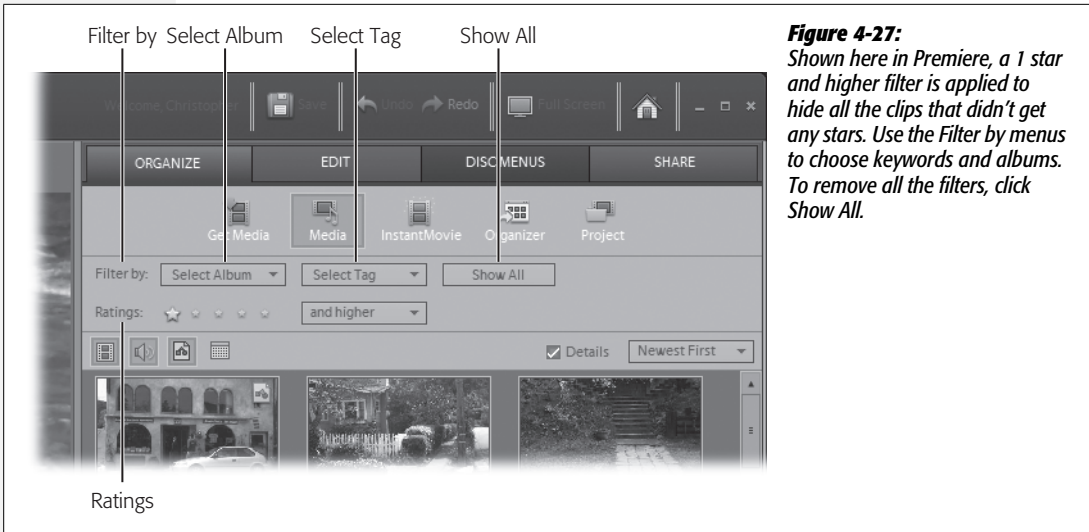 Filter by Select Album Select Tag Show All
Welcome, Christopher Save Undo Redo Full Screen
ORGANIZE EDIT DISC MENUS SHARE
Get Media Media InstantMovie Organizer Project
Filter by: Select Album Select Tag Show All
Ratings: and higher
Details Newest First
Ratings
Figure 4-27:
Shown here in Premiere, a 1 star
and higher filter is applied to
hide all the clips that didn't get
any stars. Use the Filter by menus
to choose keywords and albums.
To remove all the filters, click
Show All.